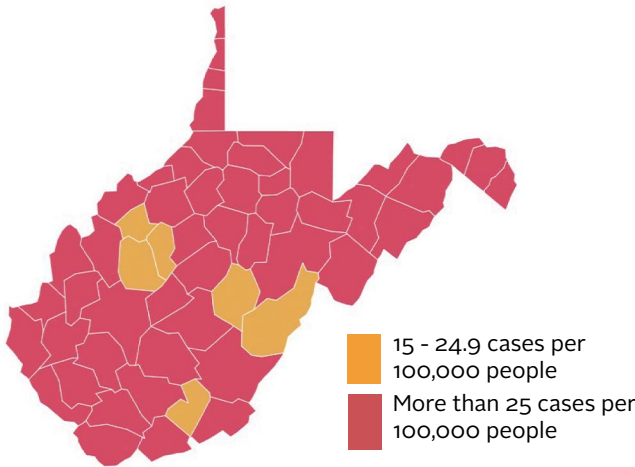 15 - 24.9 cases per
100,000 people
More than 25 cases per
100,000 people